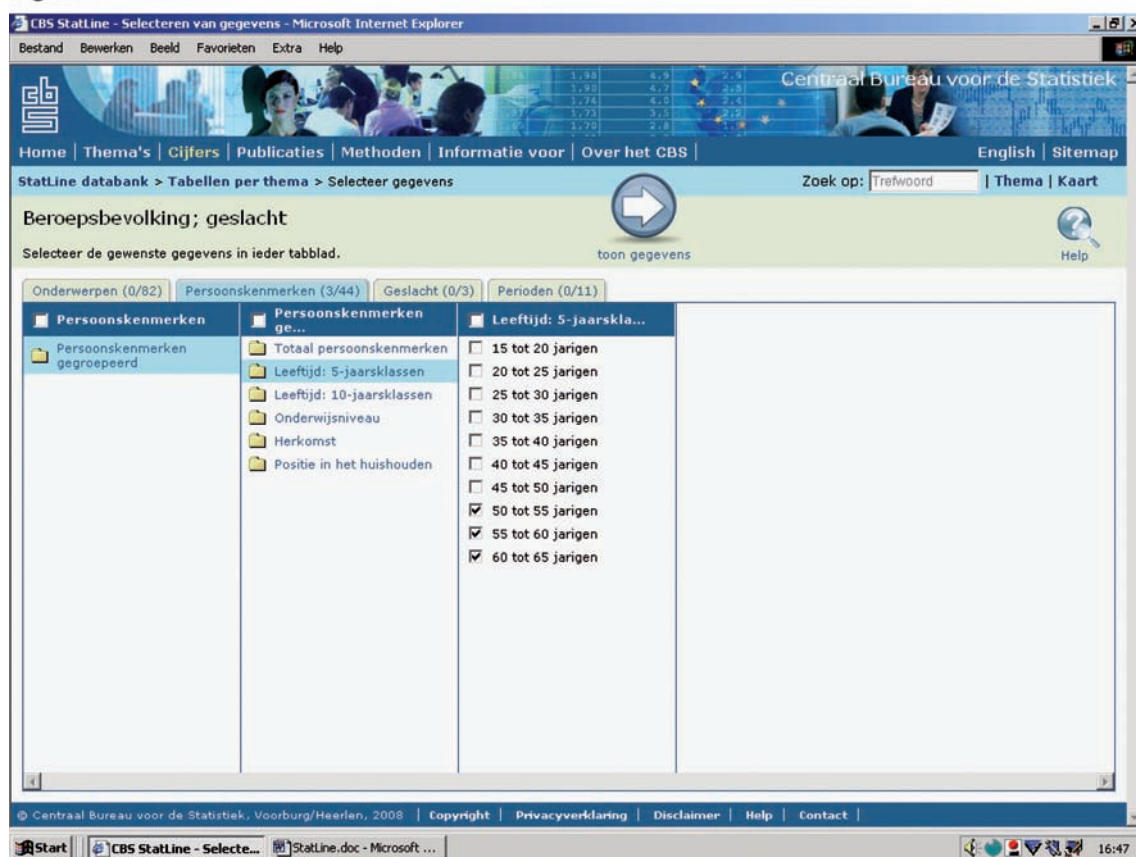 CBS StatLine - Selecteren van gegevens - Microsoft Internet Explorer
Bestand Bewerken Beeld Favorieten Extra Help
Centraal Bureau voor de Statistiek
Home | Thema's | Cijfers | Publicaties | Methoden | Informatie voor | Over het CBS |
English | Sitemap
StatLine databank > Tabellen per thema > Selecteer gegevens
Zoek op: Trefwoord | Thema | Kaart
Beroepsbevolking; geslacht
Selecteer de gewenste gegevens in ieder tabblad.
toon gegevens
Help
Onderwerpen (0/82) Persoonskenmerken (3/44) Geslacht (0/3) Perioden (0/11)
Persoonskenmerken
Persoonskenmerken
gegroepeerd
Persoonskenmerken
ge...
Totaal persoonskenmerken
Leeftijd: 5-jaarsklassen
Leeftijd: 10-jaarsklassen
Onderwijsniveau
Herkomst
Positie in het huishouden
Leeftijd: 5-jaarskla...
15 tot 20 jarigen
20 tot 25 jarigen
25 tot 30 jarigen
30 tot 35 jarigen
35 tot 40 jarigen
40 tot 45 jarigen
45 tot 50 jarigen
50 tot 55 jarigen
55 tot 60 jarigen
60 tot 65 jarigen
© Centraal Bureau voor de Statistiek, Voorburg/Heerlen, 2008 | Copyright | Privacyverklaring | Disclaimer | Help | Contact |
Start CBS StatLine - Selecte... StatLine.doc - Microsoft ... 16:47